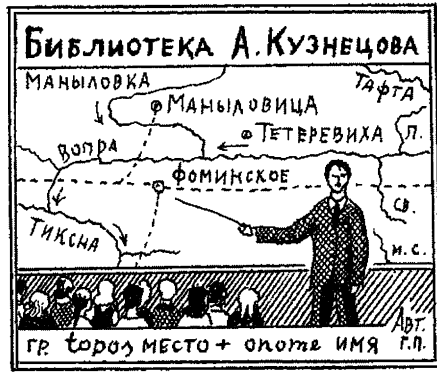 БИБЛИОТЕКА А. КУЗНЕЦОВА
МАНЫЛОВКА
ТАФТА
МАНЫЛОВИЦА
ТЕТЕРЕВИХА
П.
ВОПРА
ФОМИНСКОЕ
СВ.
ТИКСНА
И.С.
АВТ.
Г.П.
ГР. topos МЕСТО + onoma ИМЯ